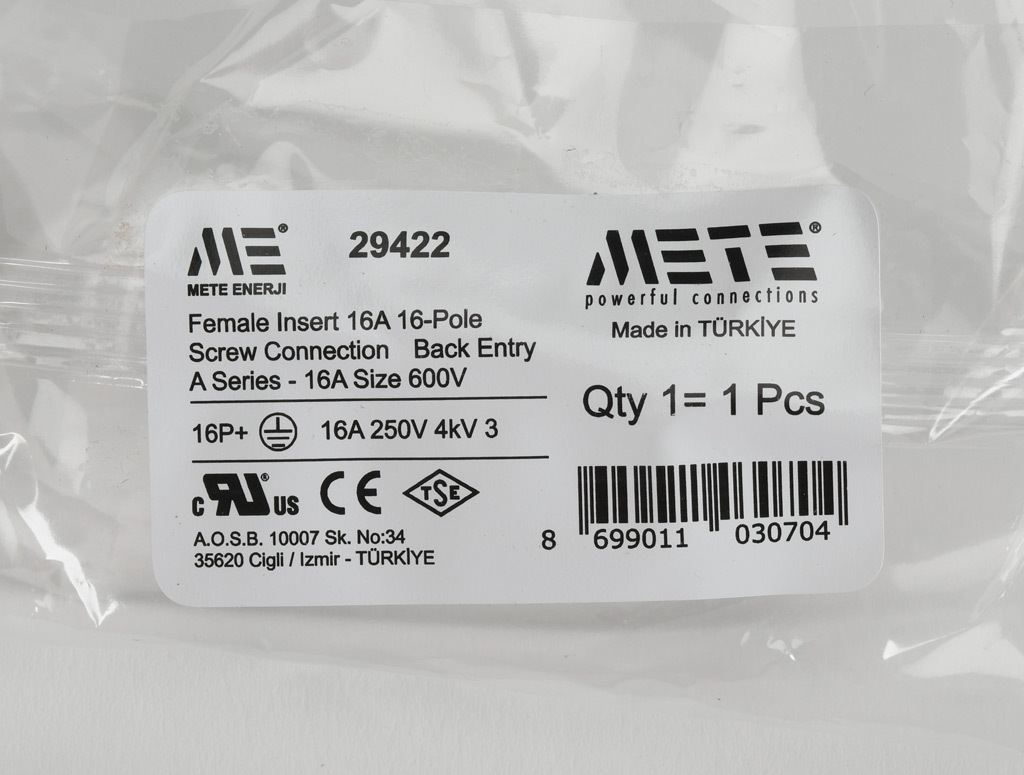 ME®
METE ENERJI
29422
METE®
powerful connections
Made in TÜRKİYE
Female Insert 16A 16-Pole
Screw Connection Back Entry
A Series - 16A Size 600V
Qty 1= 1 Pcs
16P+ 16A 250V 4kV 3
c RU® US CE TSE
A.O.S.B. 10007 Sk. No:34
35620 Cigli / Izmir - TÜRKİYE
8 699011 030704